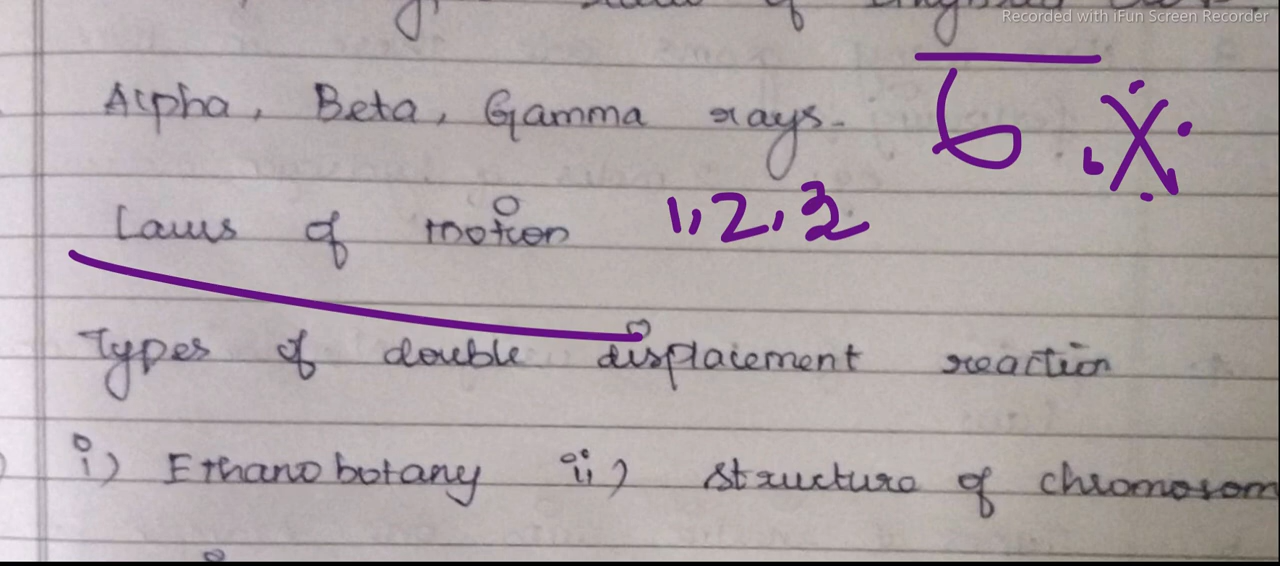 Recorded with iFun Screen Recorder
Alpha, Beta, Gamma rays. 6
Laws of motion 1, 2, 3
Types of double displacement reaction
i) Ethanobotany ii) structure of chromosom